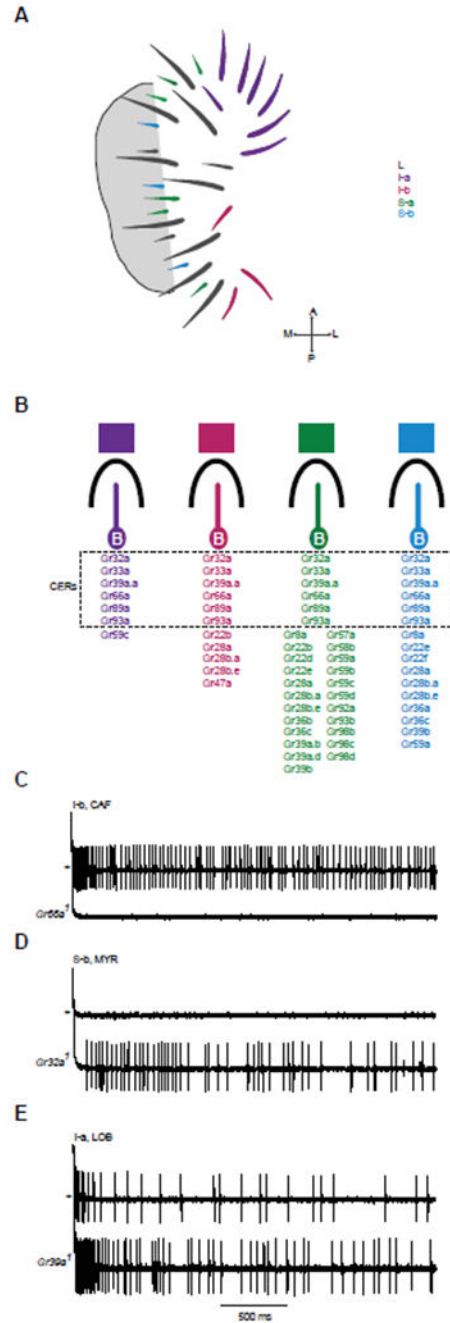 A
L
I-a
I-b
S-a
S-b
A
M L
P
B
B B B B
CERs
Gr32a Gr32a Gr32a Gr32a
Gr33a Gr33a Gr33a Gr33a
Gr39a.a Gr39a.a Gr39a.a Gr39a.a
Gr66a Gr66a Gr66a Gr66a
Gr89a Gr89a Gr89a Gr89a
Gr93a Gr93a Gr93a Gr93a
Gr59c Gr22b Gr8a Gr57a Gr8a
Gr28a Gr22b Gr58b Gr22e
Gr28b.a Gr22d Gr59a Gr22f
Gr28b.e Gr22e Gr59b Gr28a
Gr47a Gr28a Gr59c Gr28b.a
Gr28b.a Gr59d Gr28b.e
Gr28b.e Gr92a Gr36a
Gr36b Gr93b Gr36c
Gr36c Gr98b Gr39b
Gr39a.b Gr98c Gr59a
Gr39a.d Gr98d
Gr39b
C
I-b, CAF
Gr66a¹
D
S-b, MYR
Gr32a¹
E
I-a, LOB
Gr39a¹
500 ms